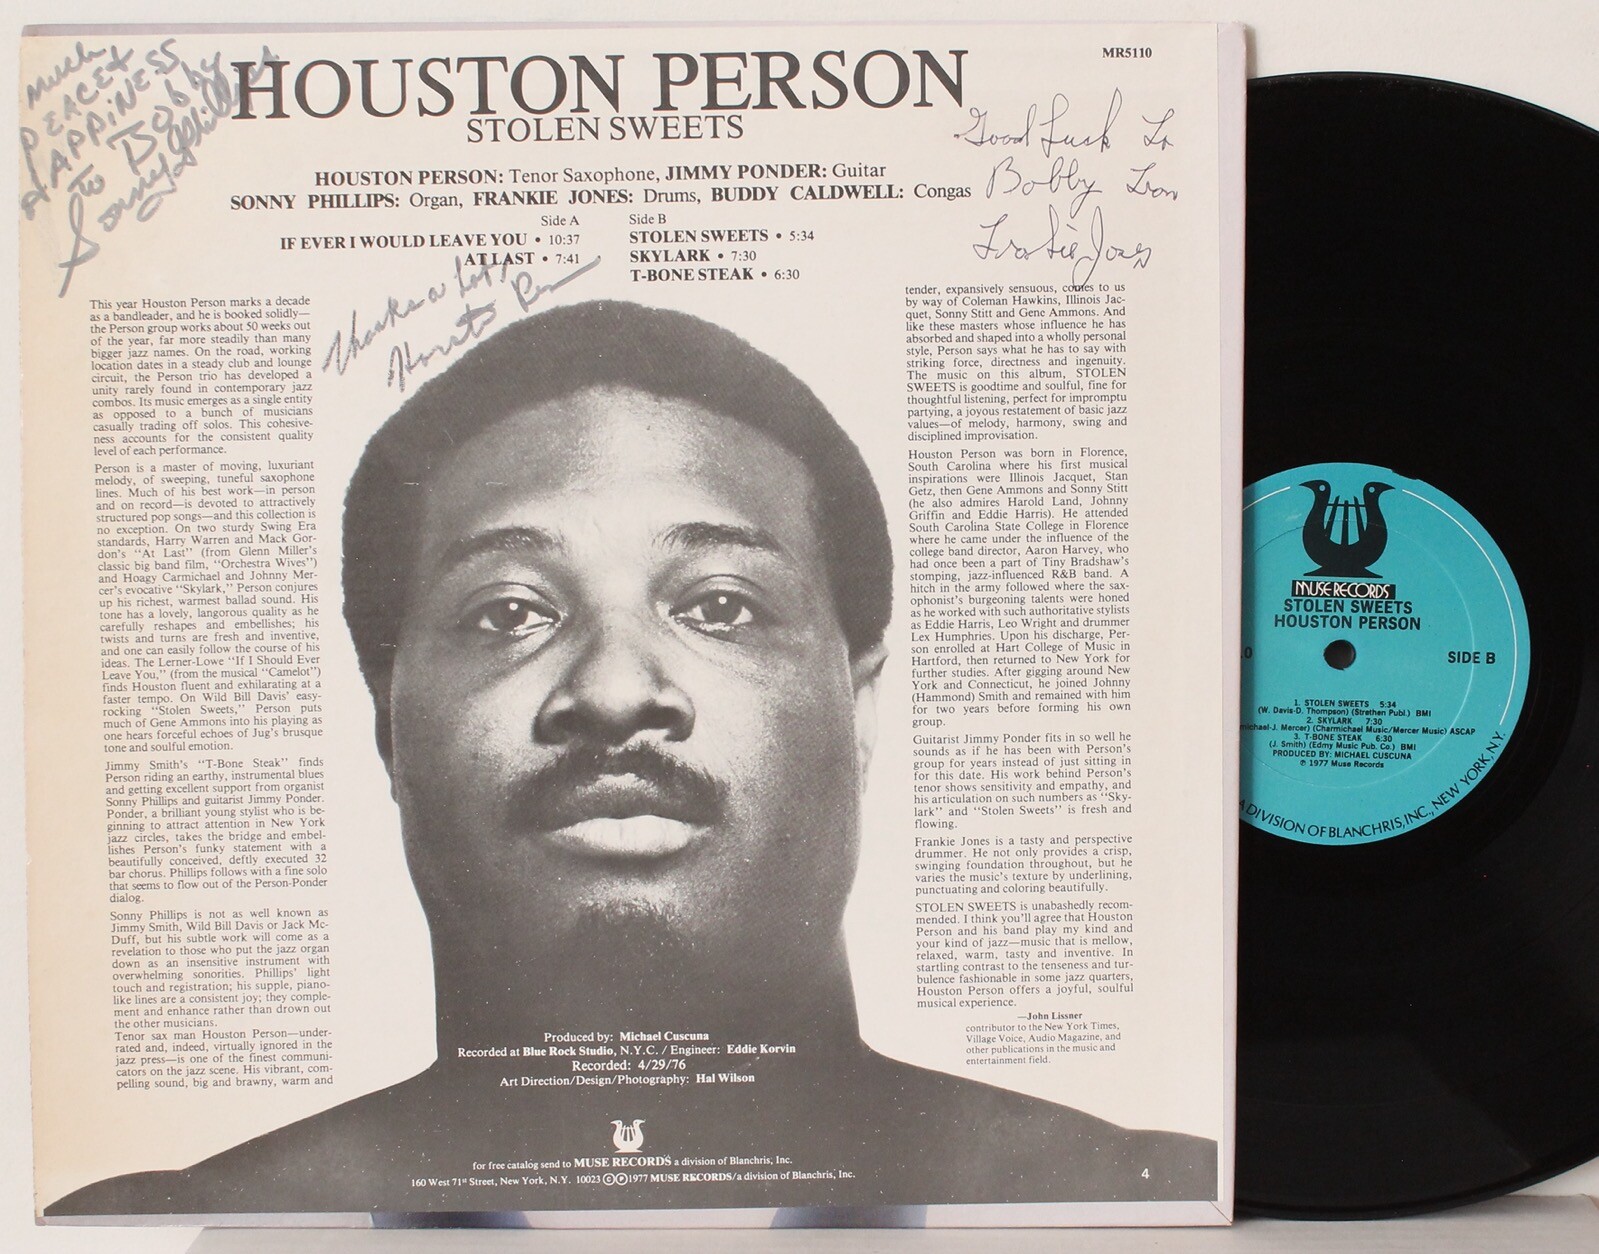 Much
PEACE &
HAPPINESS
to Bobby
Sonny Phillips
MR5110
HOUSTON PERSON
STOLEN SWEETS
Good Luck To
Bobby From
Frankie Jones
HOUSTON PERSON: Tenor Saxophone, JIMMY PONDER: Guitar
SONNY PHILLIPS: Organ, FRANKIE JONES: Drums, BUDDY CALDWELL: Congas
Side A
IF EVER I WOULD LEAVE YOU • 10:37
AT LAST • 7:41
Side B
STOLEN SWEETS • 5:34
SKYLARK • 7:30
T-BONE STEAK • 6:30
Thanks a lot,
Houston Person
This year Houston Person marks a decade
as a bandleader, and he is booked solidly—
the Person group works about 50 weeks out
of the year, far more steadily than many
bigger jazz names. On the road, working
location dates in a steady club and lounge
circuit, the Person trio has developed a
unity rarely found in contemporary jazz
combos. Its music emerges as a single entity
as opposed to a bunch of musicians
casually trading off solos. This cohesive-
ness accounts for the consistent quality
level of each performance.
Person is a master of moving, luxuriant
melody, of sweeping, tuneful saxophone
lines. Much of his best work—in person
and on record—is devoted to attractively
structured pop songs—and this collection is
no exception. On two sturdy Swing Era
standards, Harry Warren and Mack Gor-
don's "At Last" (from Glenn Miller's
classic big band film, "Orchestra Wives")
and Hoagy Carmichael and Johnny Mer-
cer's evocative "Skylark," Person conjures
up his richest, warmest ballad sound. His
tone has a lovely, langorous quality as he
carefully reshapes and embellishes; his
twists and turns are fresh and inventive,
and one can easily follow the course of his
ideas. The Lerner-Lowe "If I Should Ever
Leave You," (from the musical "Camelot")
finds Houston fluent and exhilarating at a
faster tempo. On Wild Bill Davis' easy-
rocking "Stolen Sweets," Person puts
much of Gene Ammons into his playing as
one hears forceful echoes of Jug's brusque
tone and soulful emotion.
Jimmy Smith's "T-Bone Steak" finds
Person riding an earthy, instrumental blues
and getting excellent support from organist
Sonny Phillips and guitarist Jimmy Ponder.
Ponder, a brilliant young stylist who is be-
ginning to attract attention in New York
jazz circles, takes the bridge and embel-
lishes Person's funky statement with a
beautifully conceived, deftly executed 32
bar chorus. Phillips follows with a fine solo
that seems to flow out of the Person-Ponder
dialog.
Sonny Phillips is not as well known as
Jimmy Smith, Wild Bill Davis or Jack Mc-
Duff, but his subtle work will come as a
revelation to those who put the jazz organ
down as an insensitive instrument with
overwhelming sonorities. Phillips' light
touch and registration; his supple, piano-
like lines are a consistent joy; they comple-
ment and enhance rather than drown out
the other musicians.
Tenor sax man Houston Person—under-
rated and, indeed, virtually ignored in the
jazz press—is one of the finest communi-
cators on the jazz scene. His vibrant, com-
pelling sound, big and brawny, warm and
tender, expansively sensuous, comes to us
by way of Coleman Hawkins, Illinois Jac-
quet, Sonny Stitt and Gene Ammons. And
like these masters whose influence he has
absorbed and shaped into a wholly personal
style, Person says what he has to say with
striking force, directness and ingenuity.
The music on this album, STOLEN
SWEETS is goodtime and soulful, fine for
thoughtful listening, perfect for impromptu
partying, a joyous restatement of basic jazz
values—of melody, harmony, swing and
disciplined improvisation.
Houston Person was born in Florence,
South Carolina where his first musical
inspirations were Illinois Jacquet, Stan
Getz, then Gene Ammons and Sonny Stitt
(he also admires Harold Land, Johnny
Griffin and Eddie Harris). He attended
South Carolina State College in Florence
where he came under the influence of the
college band director, Aaron Harvey, who
had once been a part of Tiny Bradshaw's
stomping, jazz-influenced R&B band. A
hitch in the army followed where the sax-
ophonist's burgeoning talents were honed
as he worked with such authoritative stylists
as Eddie Harris, Leo Wright and drummer
Lex Humphries. Upon his discharge, Per-
son enrolled at Hart College of Music in
Hartford, then returned to New York for
further studies. After gigging around New
York and Connecticut, he joined Johnny
(Hammond) Smith and remained with him
for two years before forming his own
group.
Guitarist Jimmy Ponder fits in so well he
sounds as if he has been with Person's
group for years instead of just sitting in
for this date. His work behind Person's
tenor shows sensitivity and empathy, and
his articulation on such numbers as "Sky-
lark" and "Stolen Sweets" is fresh and
flowing.
Frankie Jones is a tasty and perspective
drummer. He not only provides a crisp,
swinging foundation throughout, but he
varies the music's texture by underlining,
punctuating and coloring beautifully.
STOLEN SWEETS is unabashedly recom-
mended. I think you'll agree that Houston
Person and his band play my kind and
your kind of jazz—music that is mellow,
relaxed, warm, tasty and inventive. In
startling contrast to the tenseness and tur-
bulence fashionable in some jazz quarters,
Houston Person offers a joyful, soulful
musical experience.
—John Lissner
contributor to the New York Times,
Village Voice, Audio Magazine, and
other publications in the music and
entertainment field.
Produced by: Michael Cuscuna
Recorded at Blue Rock Studio, N.Y.C. / Engineer: Eddie Korvin
Recorded: 4/29/76
Art Direction/Design/Photography: Hal Wilson
for free catalog send to MUSE RECORDS a division of Blanchris, Inc.
160 West 71st Street, New York, N.Y. 10023 ©℗1977 MUSE RECORDS/a division of Blanchris, Inc.
4
MUSE RECORDS
STOLEN SWEETS
HOUSTON PERSON
SIDE B
1. STOLEN SWEETS 5:34
(W. Davis-D. Thompson) (Strethen Publ.) BMI
2. SKYLARK 7:30
michael-J. Mercer) (Charmichael Music/Mercer Music) ASCAP
3. T-BONE STEAK 6:30
(J. Smith) (Edmy Music Pub. Co.) BMI
PRODUCED BY: MICHAEL CUSCUNA
℗ 1977 Muse Records
A DIVISION OF BLANCHRIS, INC., NEW YORK, N.Y.